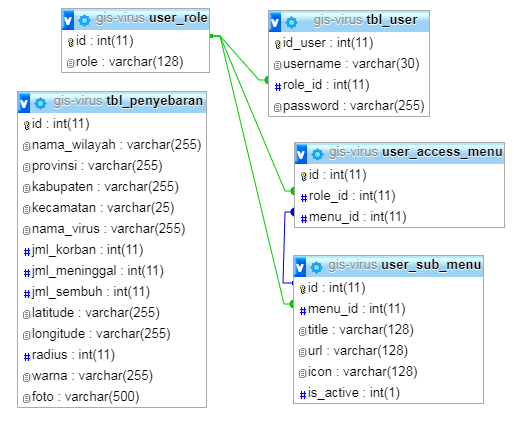 gis-virus user_role
id : int(11)
role : varchar(128)
gis-virus tbl_user
id_user : int(11)
username : varchar(30)
role_id : int(11)
password : varchar(255)
gis-virus tbl_penyebaran
id : int(11)
nama_wilayah : varchar(255)
provinsi : varchar(255)
kabupaten : varchar(255)
kecamatan : varchar(25)
nama_virus : varchar(255)
jml_korban : int(11)
jml_meninggal : int(11)
jml_sembuh : int(11)
latitude : varchar(255)
longitude : varchar(255)
radius : int(11)
warna : varchar(255)
foto : varchar(500)
gis-virus user_access_menu
id : int(11)
role_id : int(11)
menu_id : int(11)
gis-virus user_sub_menu
id : int(11)
menu_id : int(11)
title : varchar(128)
url : varchar(128)
icon : varchar(128)
is_active : int(1)